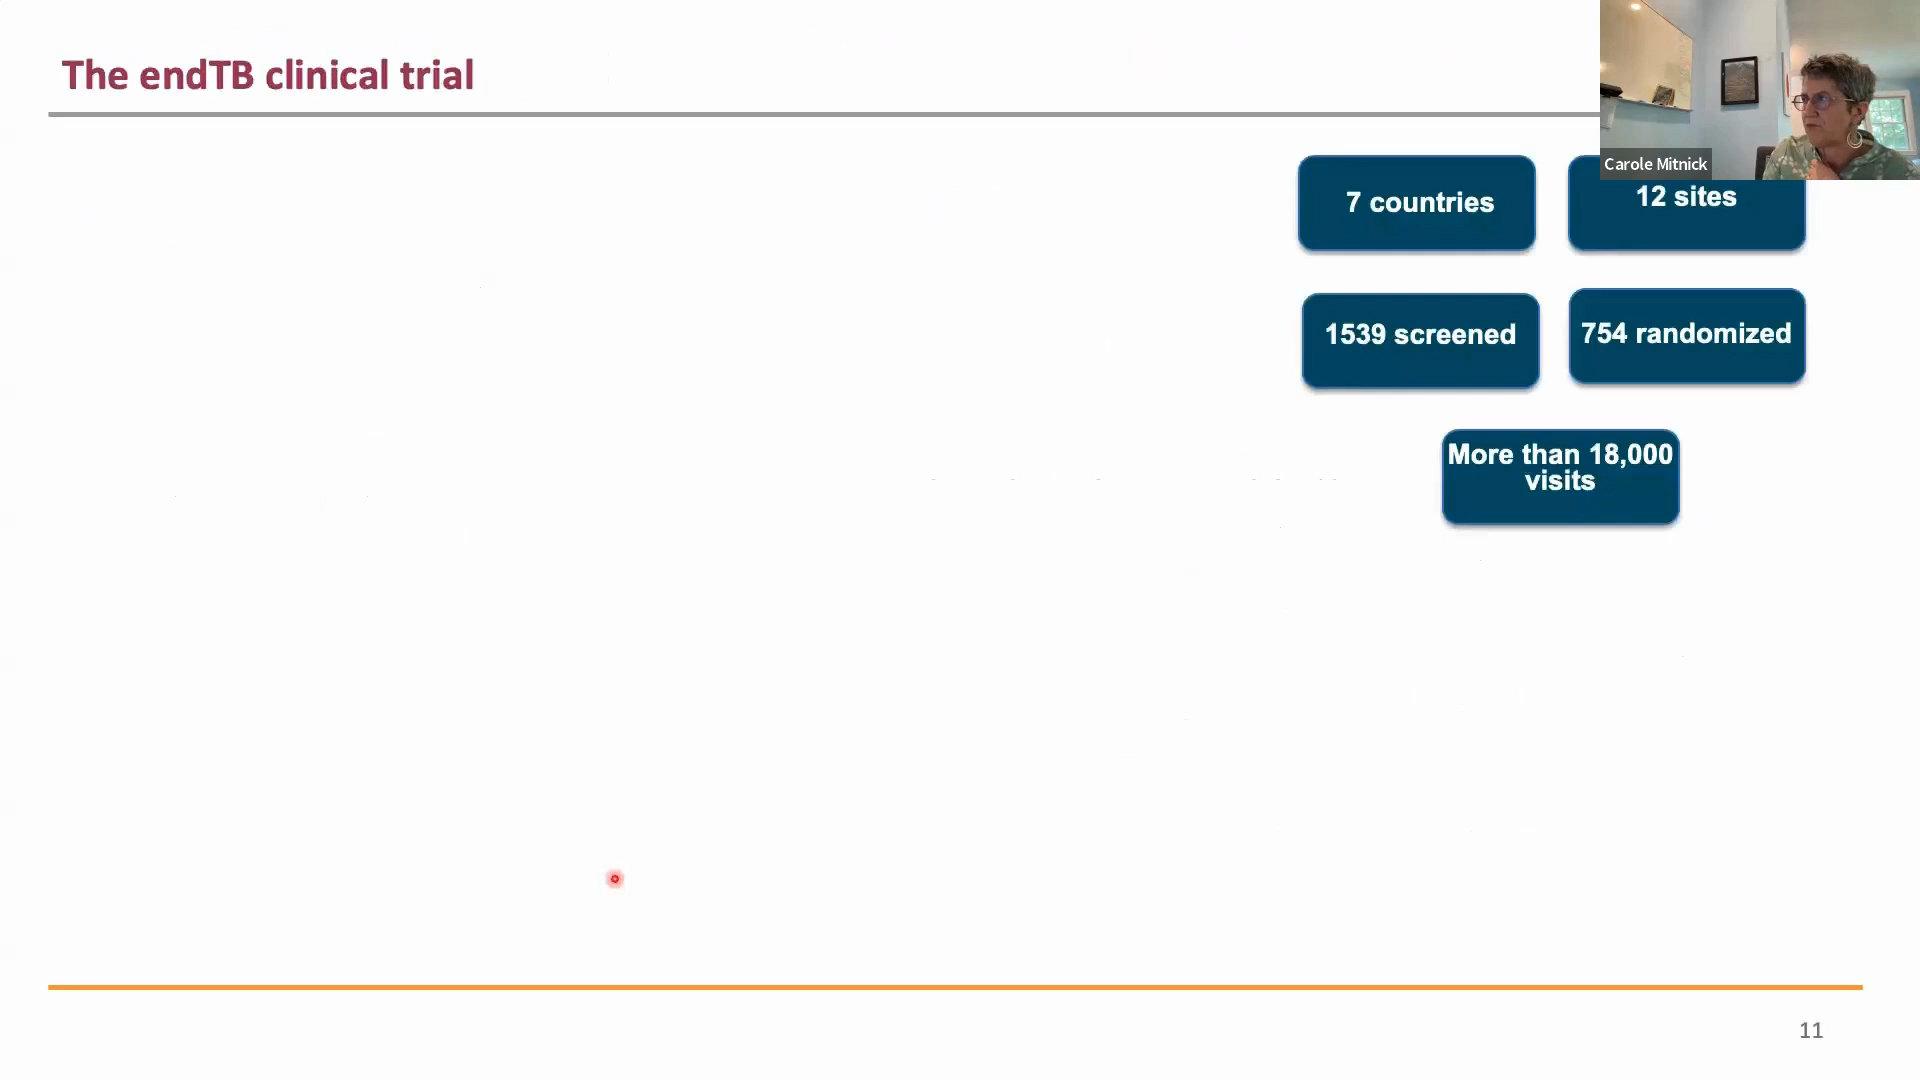 The endTB clinical trial
Carole Mitnick
7 countries
12 sites
1539 screened
754 randomized
More than 18,000
visits
11